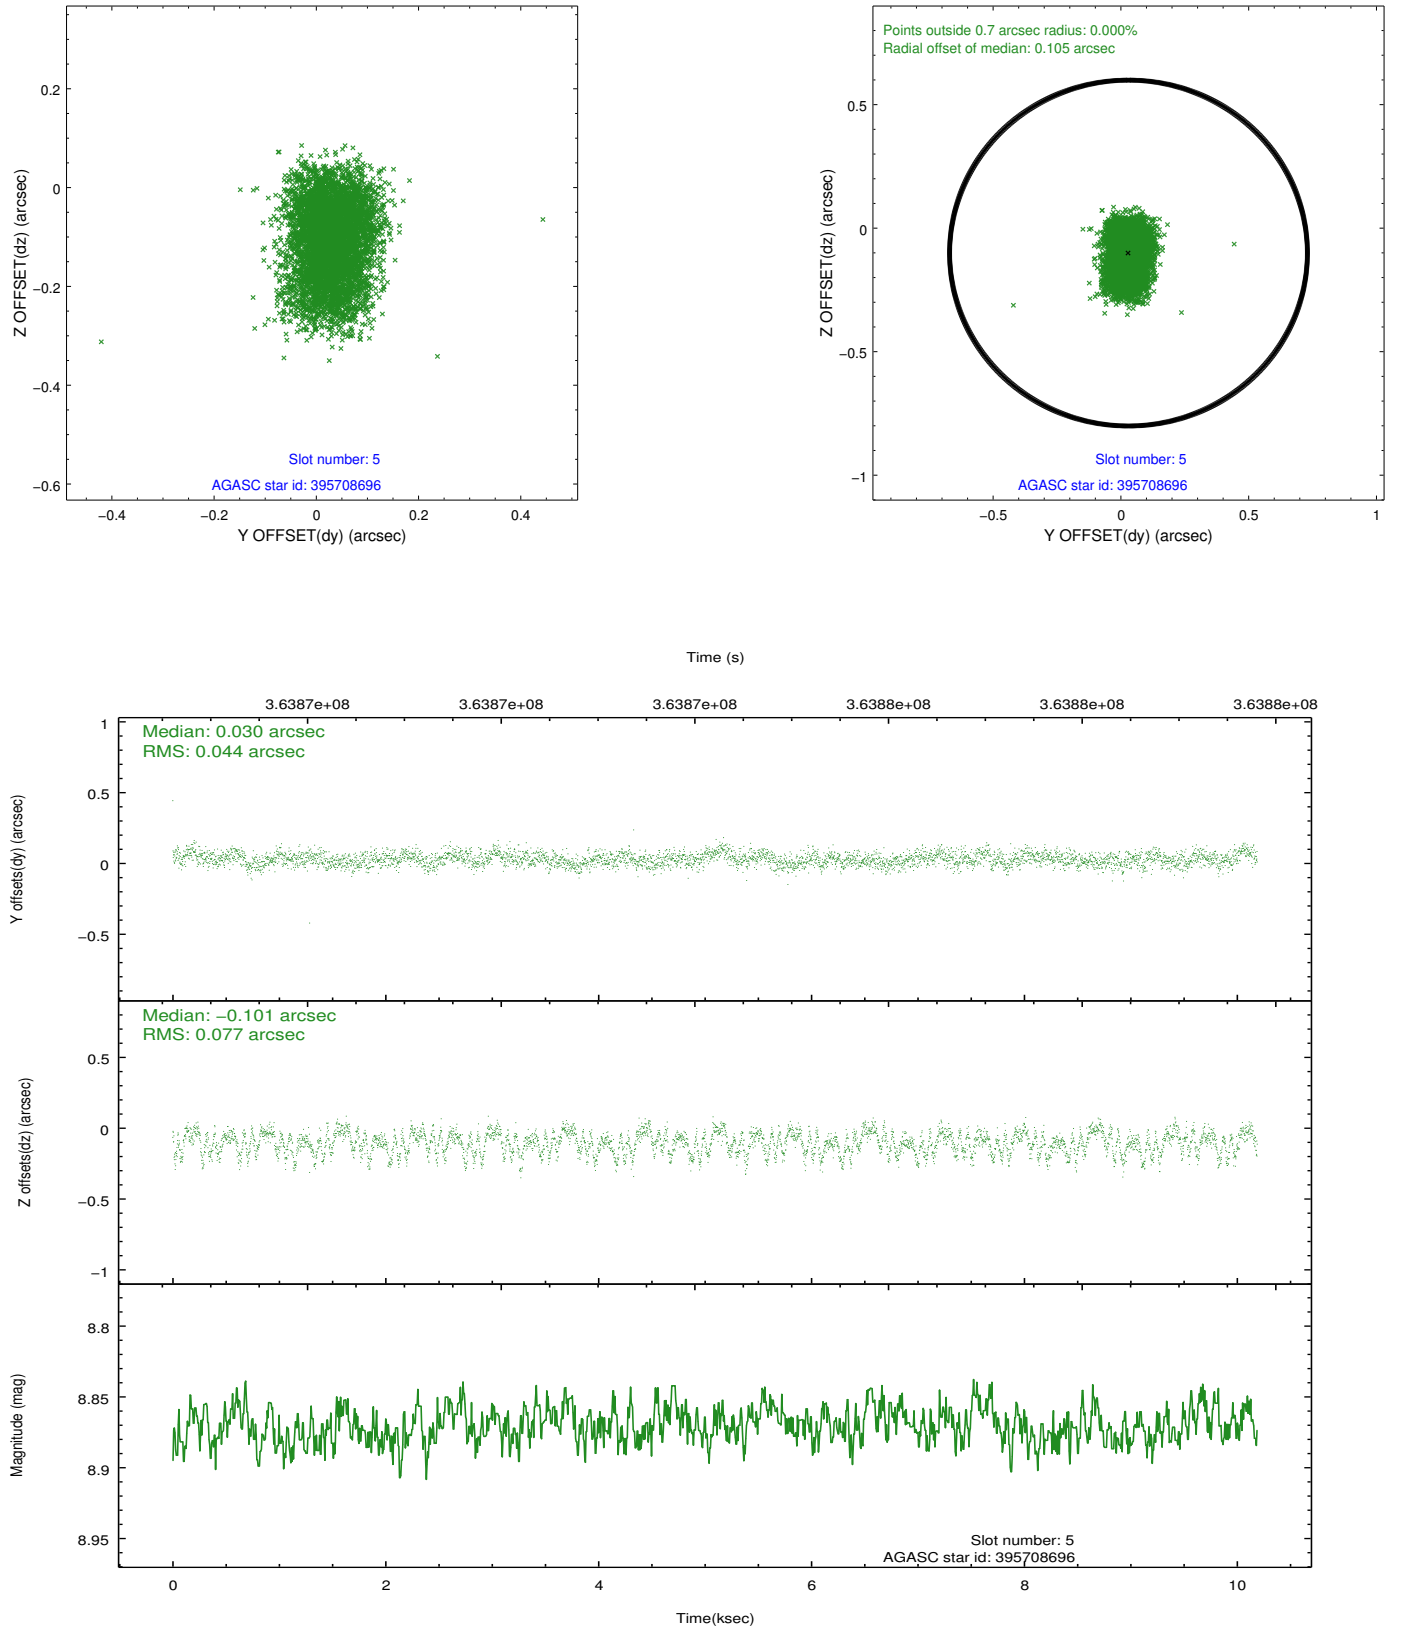 0.2
0
−0.2
−0.4
−0.6
Z OFFSET(dz) (arcsec)
Slot number: 5
AGASC star id: 395708696
−0.4
−0.2
0
0.2
0.4
Y OFFSET(dy) (arcsec)
Points outside 0.7 arcsec radius: 0.000%
Radial offset of median: 0.105 arcsec
0.5
0
−0.5
−1
Z OFFSET(dz) (arcsec)
Slot number: 5
AGASC star id: 395708696
−0.5
0
0.5
1
Y OFFSET(dy) (arcsec)
Time (s)
3.6387e+08
3.6387e+08
3.6387e+08
3.6388e+08
3.6388e+08
3.6388e+08
Median: 0.030 arcsec
RMS: 0.044 arcsec
1
0.5
0
−0.5
Y offsets(dy) (arcsec)
Median: −0.101 arcsec
RMS: 0.077 arcsec
0.5
0
−0.5
−1
Z offsets(dz) (arcsec)
8.8
8.85
8.9
8.95
Magnitude (mag)
Slot number: 5
AGASC star id: 395708696
0
2
4
6
8
10
Time(ksec)